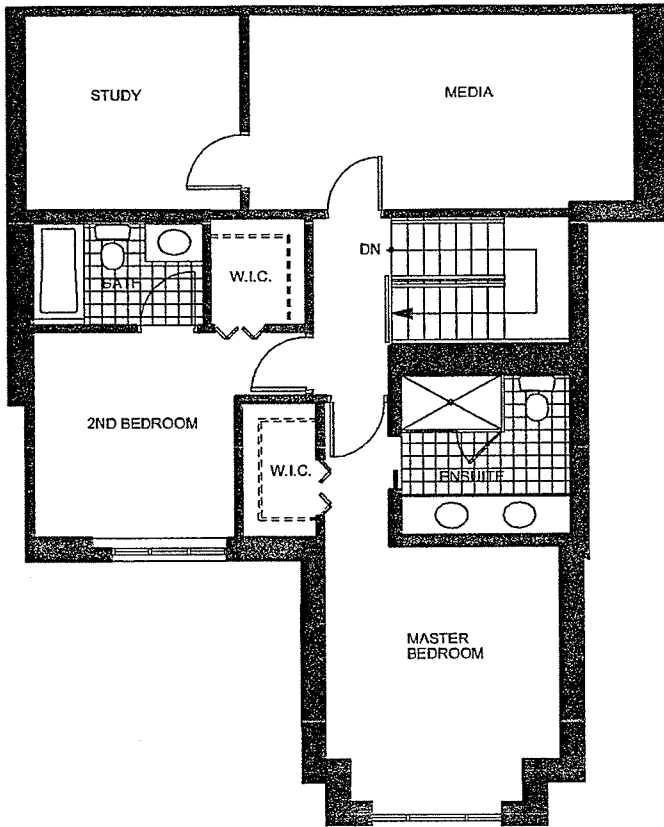 STUDY
MEDIA
DN
BATH
W.I.C.
2ND BEDROOM
W.I.C.
ENSUITE
MASTER
BEDROOM